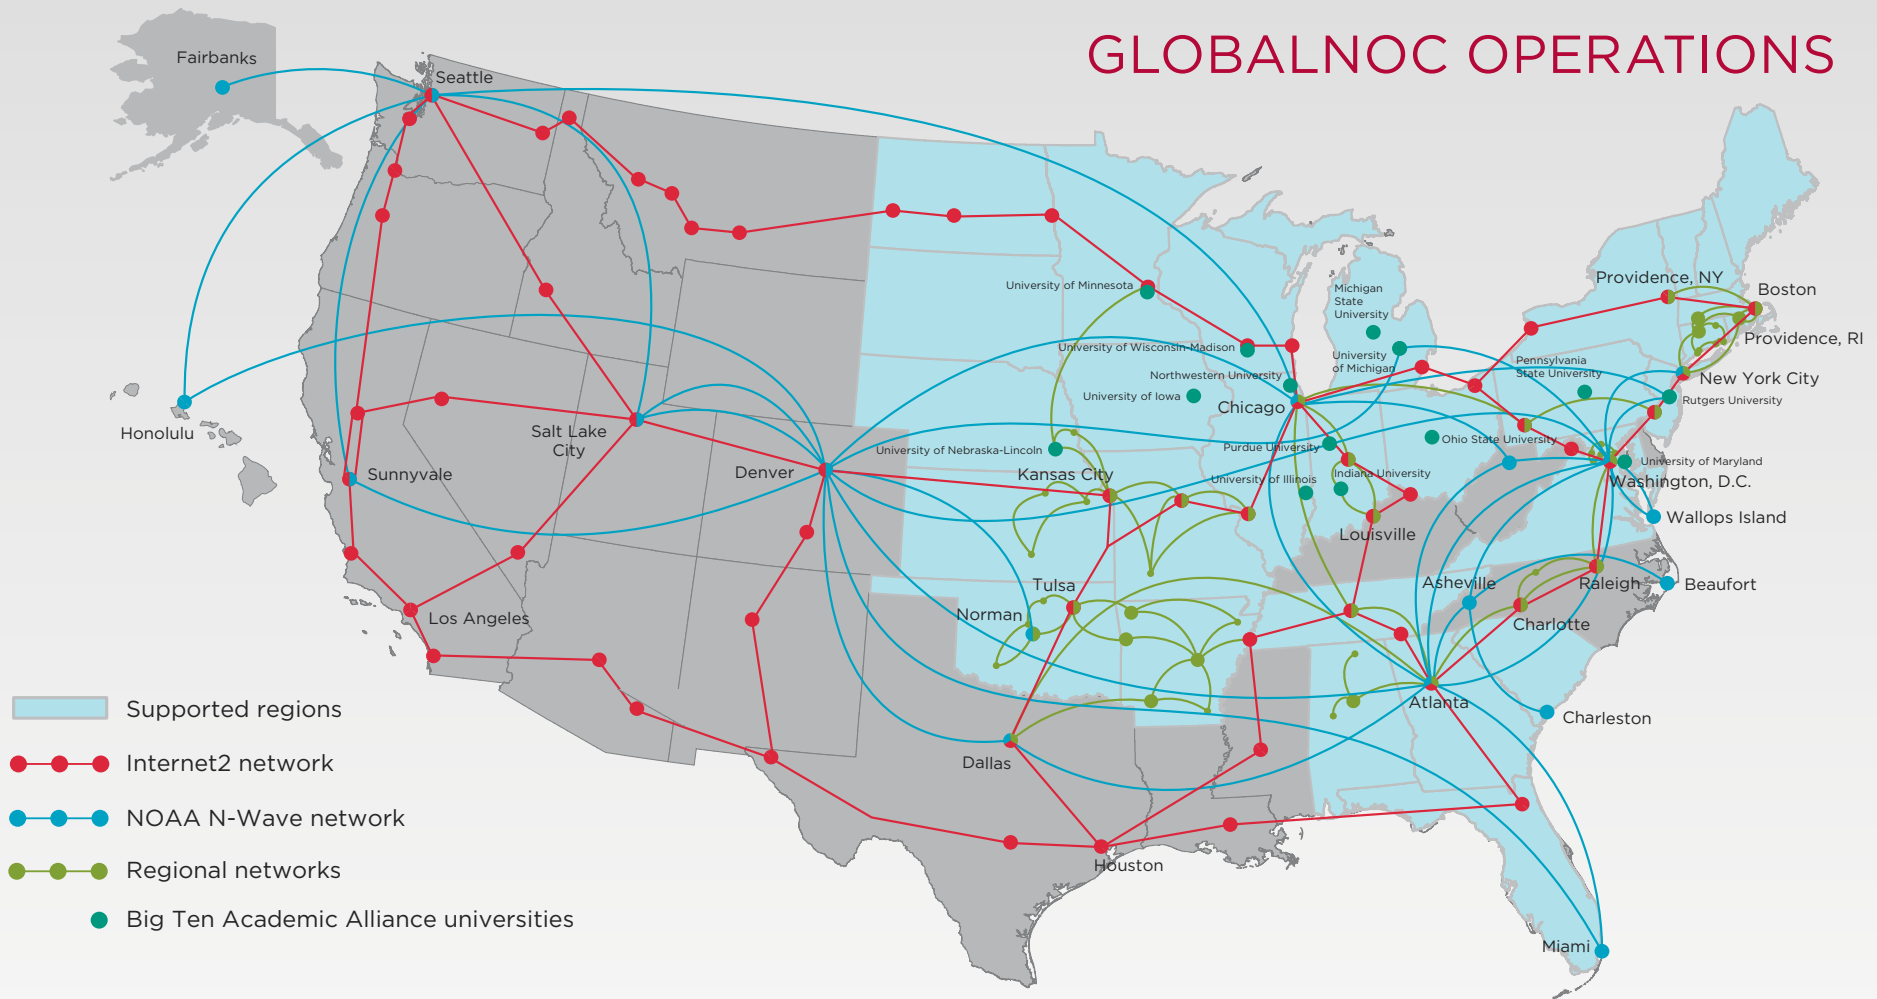 GLOBALNOC OPERATIONS
Fairbanks
Seattle
Honolulu
Sunnyvale
Salt Lake
City
Los Angeles
Denver
University of Minnesota
University of Wisconsin-Madison
Northwestern University
University of Iowa
Chicago
University of Nebraska-Lincoln
Kansas City
Michigan
State
University
University
of Michigan
Purdue University
Indiana University
University of Illinois
Ohio State University
Pennsylvania
State University
Providence, NY
Boston
Providence, RI
New York City
Rutgers University
University of Maryland
Washington, D.C.
Wallops Island
Louisville
Asheville
Raleigh
Beaufort
Charlotte
Tulsa
Norman
Atlanta
Charleston
Dallas
Houston
Miami
Supported regions
Internet2 network
NOAA N-Wave network
Regional networks
Big Ten Academic Alliance universities